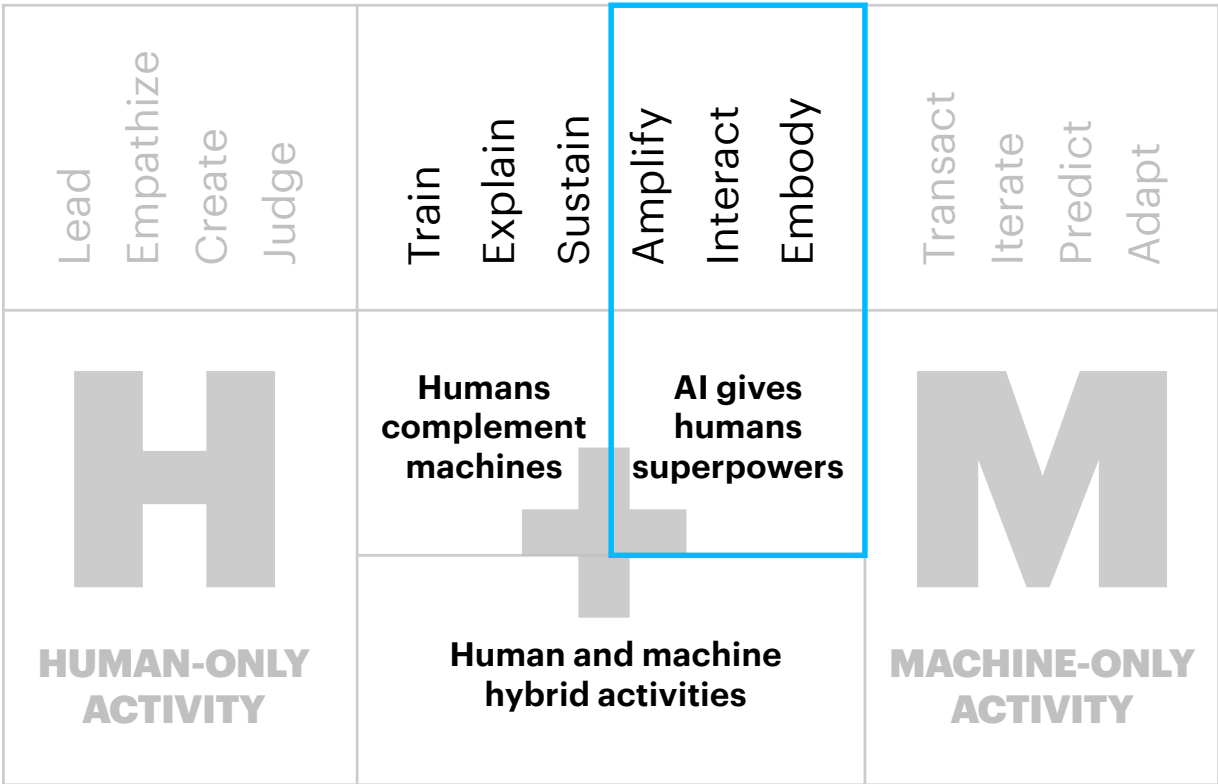 Lead
Empathize
Create
Judge
Train
Explain
Sustain
Amplify
Interact
Embody
Transact
Iterate
Predict
Adapt
H
HUMAN-ONLY
ACTIVITY
Humans
complement
machines
AI gives
humans
superpowers
+
Human and machine
hybrid activities
M
MACHINE-ONLY
ACTIVITY